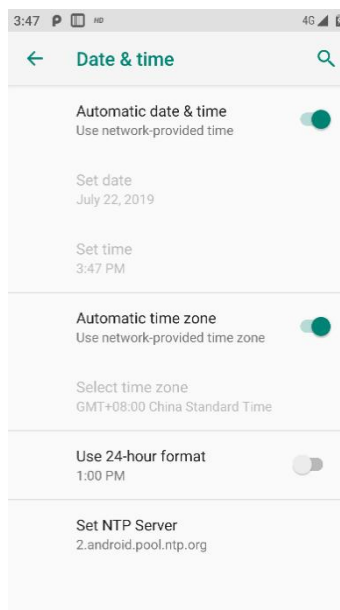 3:47 P HD 4G
Date & time
Automatic date & time
Use network-provided time
Set date
July 22, 2019
Set time
3:47 PM
Automatic time zone
Use network-provided time zone
Select time zone
GMT+08:00 China Standard Time
Use 24-hour format
1:00 PM
Set NTP Server
2.android.pool.ntp.org